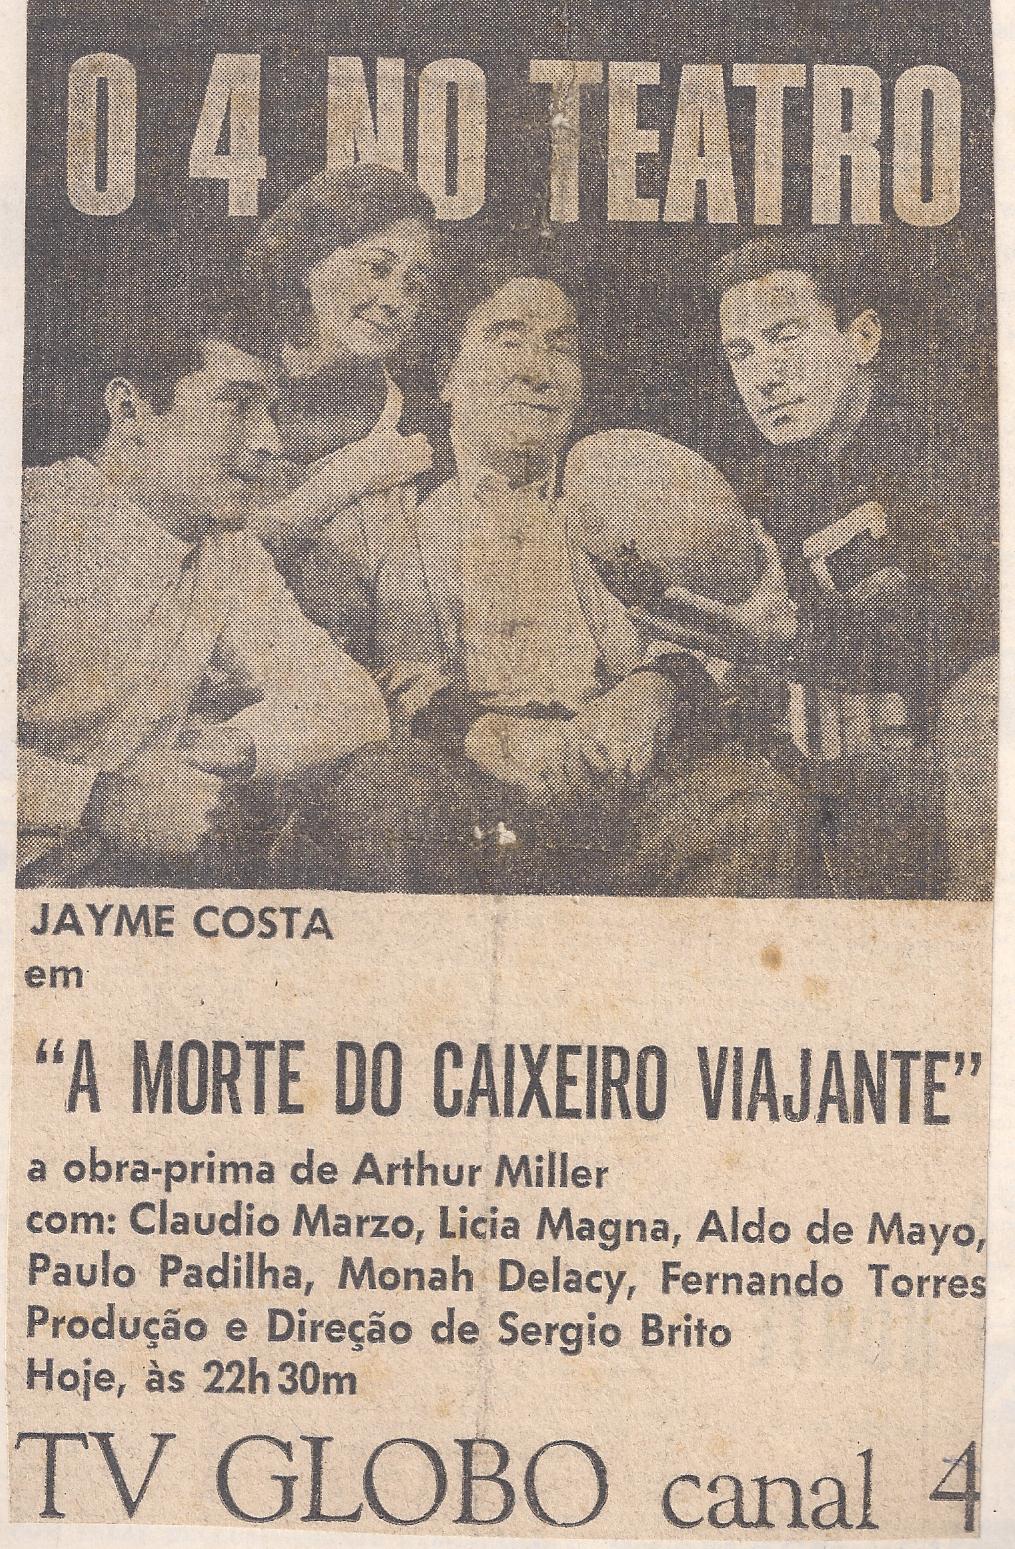 O 4 NO TEATRO
JAYME COSTA
em
“A MORTE DO CAIXEIRO VIAJANTE”
a obra-prima de Arthur Miller
com: Claudio Marzo, Licia Magna, Aldo de Mayo,
Paulo Padilha, Monah Delacy, Fernando Torres
Produção e Direção de Sergio Brito
Hoje, às 22h30m
TV GLOBO canal 4